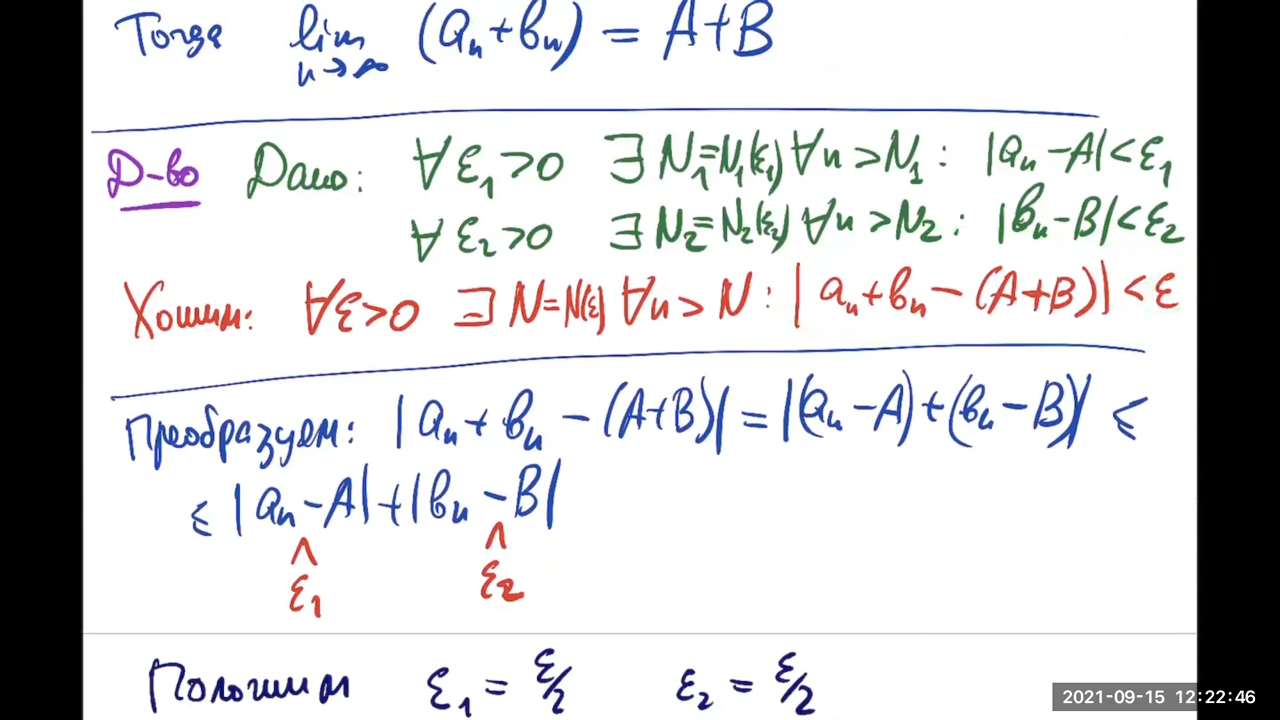 Тогда lim (aₙ + bₙ) = A+B
n→∞
Д-во Дано: ∀ε₁>0 ∃N₁=N₁(ε₁) ∀n>N₁: |aₙ-A|<ε₁
∀ε₂>0 ∃N₂=N₂(ε₂) ∀n>N₂: |bₙ-B|<ε₂
Хотим: ∀ε>0 ∃N=N(ε) ∀n>N: |aₙ+bₙ-(A+B)|<ε
Преобразуем: |aₙ+bₙ-(A+B)| = |(aₙ-A)+(bₙ-B)| ≤
≤ |aₙ-A|+|bₙ-B|
∧ ∧
ε₁ ε₂
Положим ε₁ = ε/2 ε₂ = ε/2
2021-09-15 12:22:46